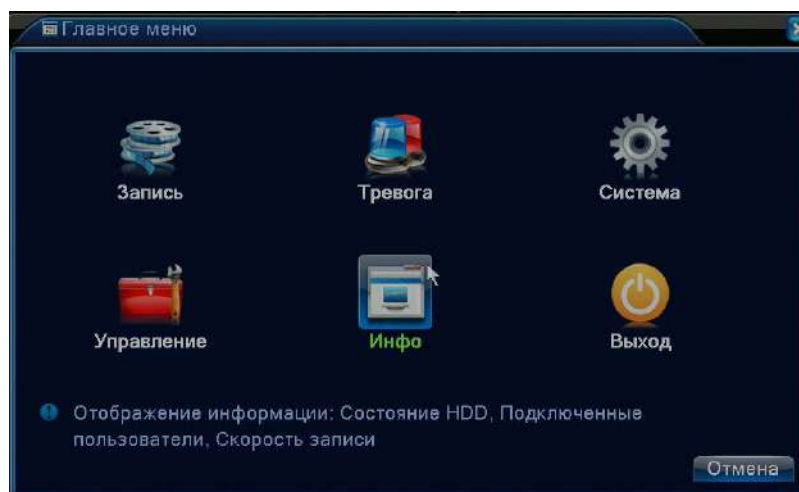 Главное меню
Запись
Тревога
Система
Управление
Инфо
Выход
Отображение информации: Состояние HDD, Подключенные
пользователи, Скорость записи
Отмена